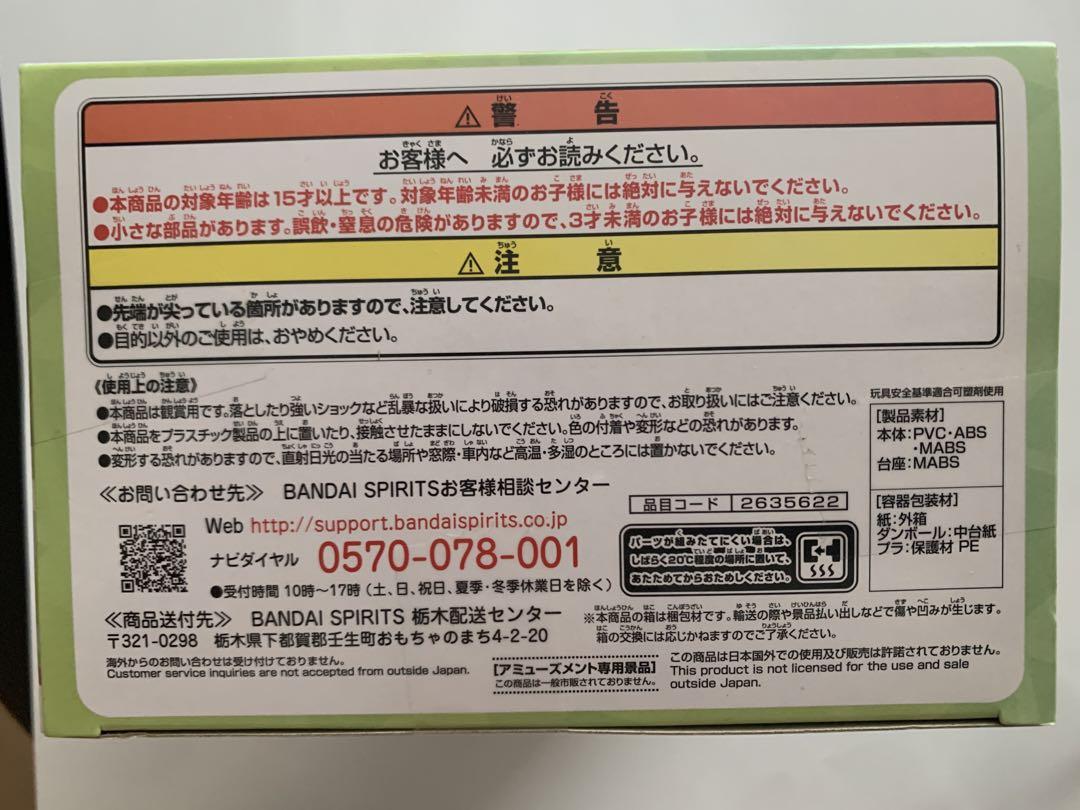 ⚠警告
お客様へ 必ずお読みください。
●本商品の対象年齢は15才以上です。対象年齢未満のお子様には絶対に与えないでください。
●小さな部品があります。誤飲・窒息の危険がありますので、3才未満のお子様には絶対に与えないでください。
⚠注意
●先端が尖っている箇所がありますので、注意してください。
●目的以外のご使用は、おやめください。
《使用上の注意》
●本商品は観賞用です。落としたり強いショックなど乱暴な扱いにより破損する恐れがありますので、お取り扱いにはご注意ください。
●本商品をプラスチック製品の上に置いたり、接触させたままにしないでください。色の付着や変形などの恐れがあります。
●変形する恐れがありますので、直射日光の当たる場所や窓際・車内など高温・多湿のところには置かないでください。
玩具安全基準適合可塑剤使用
[製品素材]
本体:PVC・ABS
・MABS
台座:MABS
[容器包装材]
紙:外箱
ダンボール:中台紙
プラ:保護材 PE
≪お問い合わせ先≫ BANDAI SPIRITSお客様相談センター
Web http://support.bandaispirits.co.jp
ナビダイヤル 0570-078-001
●受付時間 10時〜17時(土、日、祝日、夏季・冬季休業日を除く)
品目コード 2635622
パーツが組みたてにくい場合は、
しばらく20℃程度の場所に置いて、
あたためてからおためしください。
≪商品送付先≫ BANDAI SPIRITS 栃木配送センター
〒321-0298 栃木県下都賀郡壬生町おもちゃのまち4-2-20
※本商品の箱は梱包材です。輸送の際や景品払い出しなどで傷や凹みが生じます。
箱の交換には応じかねますのでご了承ください。
海外からのお問い合わせは受け付けておりません。
Customer service inquiries are not accepted from outside Japan.
[アミューズメント専用景品]
この商品は一般市販されておりません。
この商品は日本国外での使用及び販売は許諾されておりません。
This product is not licensed for the use and sale
outside Japan.